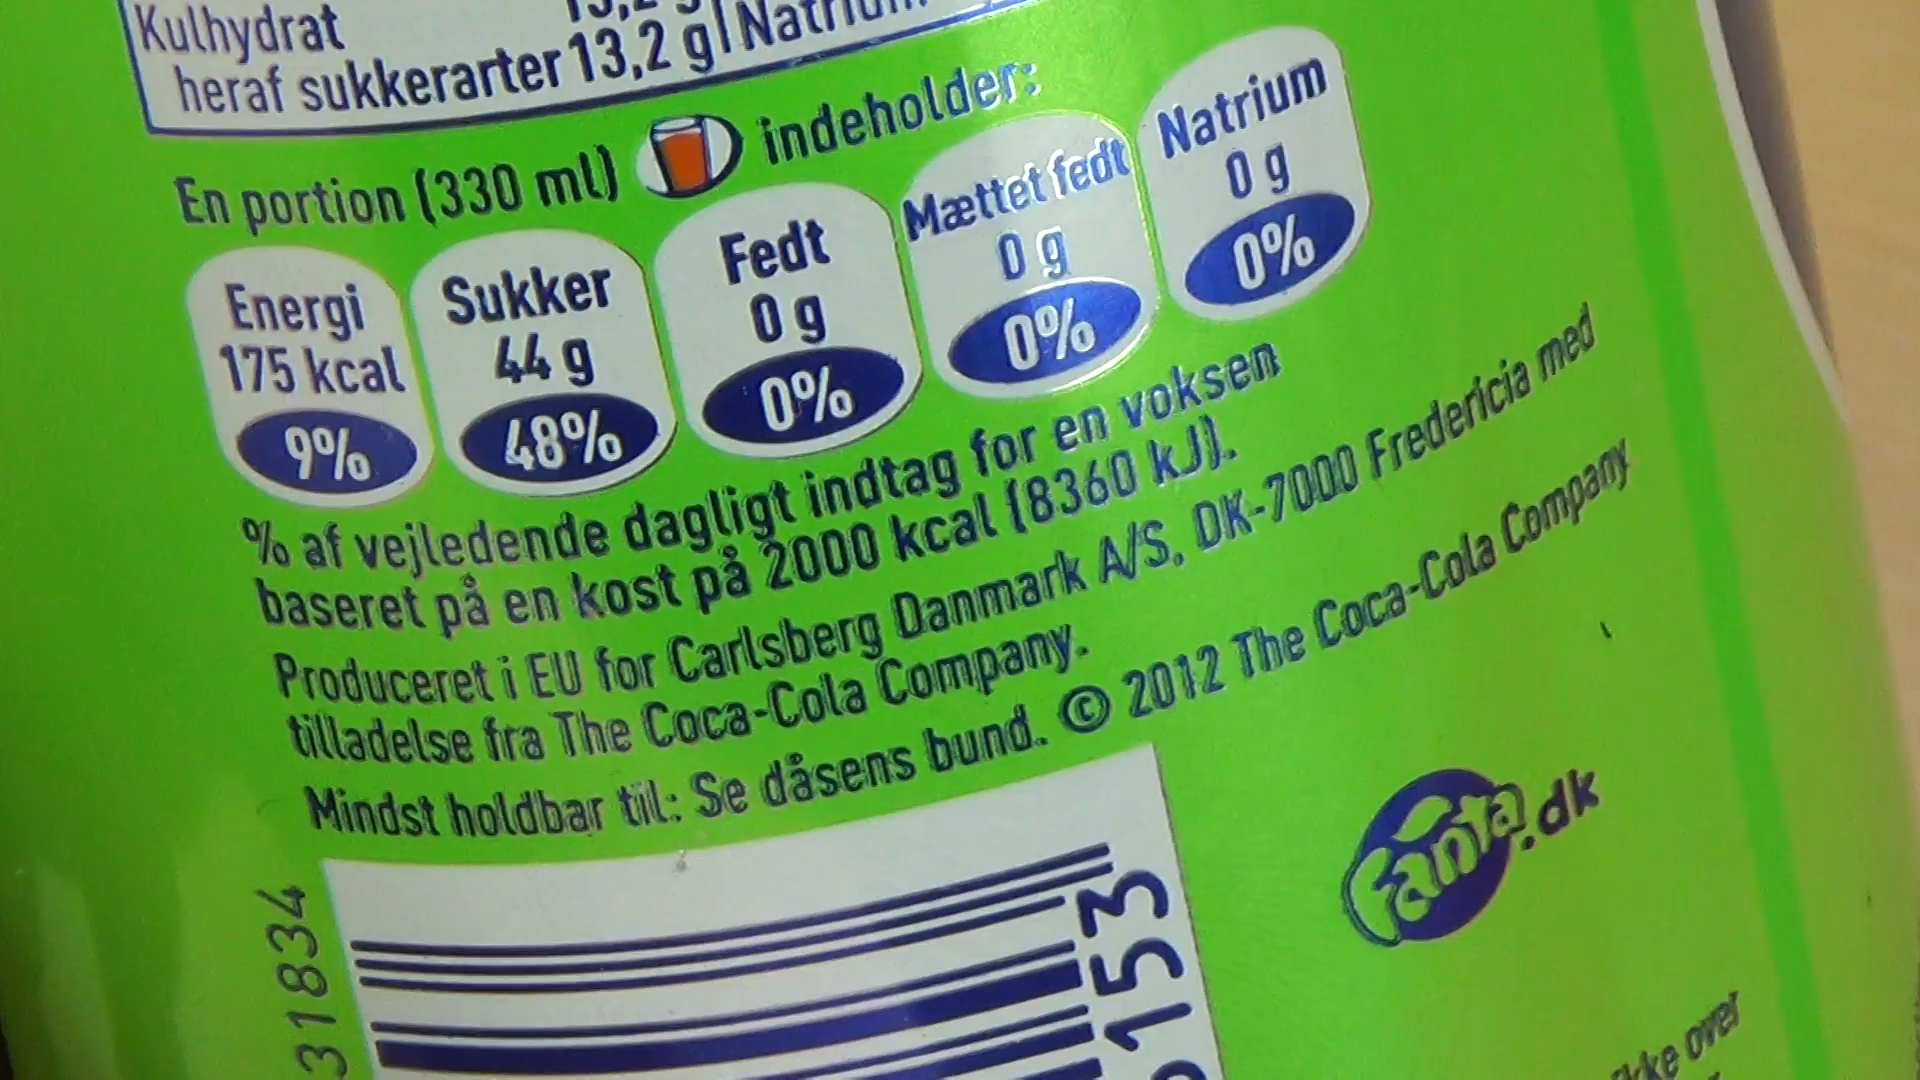 Kulhydrat
heraf sukkerarter 13,2 g Natrium
En portion (330 ml) indeholder:
Energi
175 kcal
9%
Sukker
44 g
48%
Fedt
0 g
0%
Mættet fedt
0 g
0%
Natrium
0 g
0%
% af vejledende dagligt indtag for en voksen
baseret på en kost på 2000 kcal (8360 kJ).
Produceret i EU for Carlsberg Danmark A/S, DK-7000 Fredericia med
tilladelse fra The Coca-Cola Company.
Mindst holdbar til: Se dåsens bund. © 2012 The Coca-Cola Company
Fanta.dk
31834
153
over